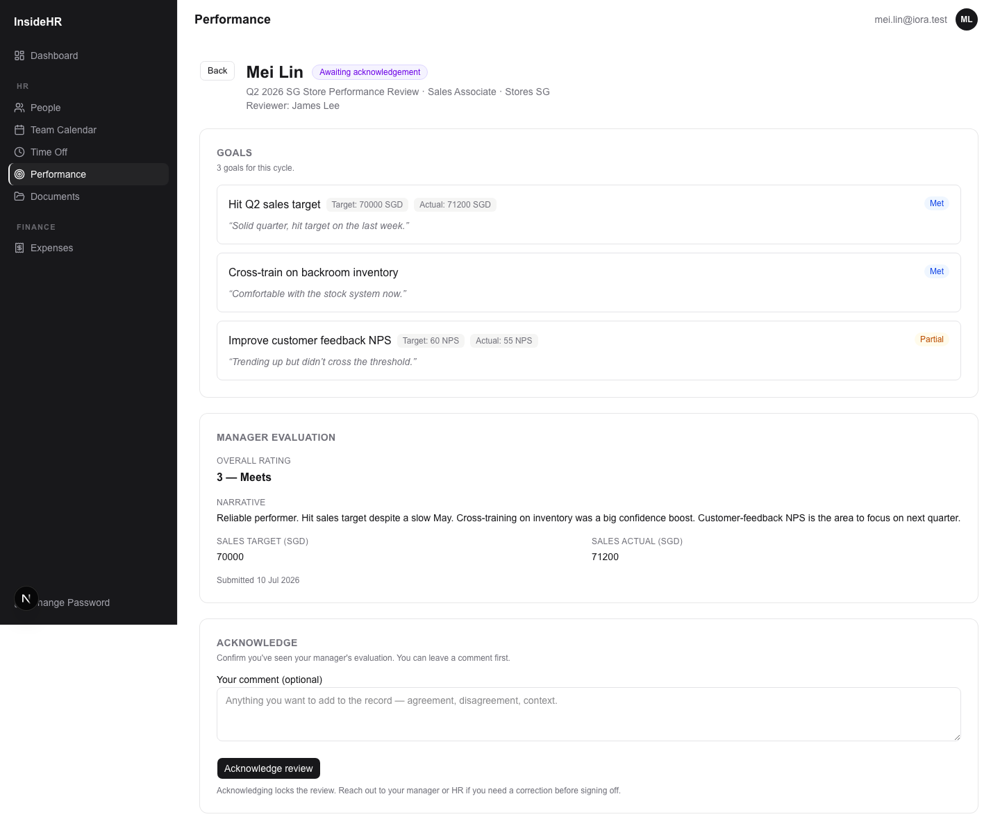 InsideHR
Dashboard
HR
People
Team Calendar
Time Off
Performance
Documents
FINANCE
Expenses
N
hange Password
Performance
mei.lin@iora.test
ML
Back
Mei Lin
Awaiting acknowledgement
Q2 2026 SG Store Performance Review · Sales Associate · Stores SG
Reviewer: James Lee
GOALS
3 goals for this cycle.
Hit Q2 sales target Target: 70000 SGD Actual: 71200 SGD Met
“Solid quarter, hit target on the last week.”
Cross-train on backroom inventory Met
“Comfortable with the stock system now.”
Improve customer feedback NPS Target: 60 NPS Actual: 55 NPS Partial
“Trending up but didn’t cross the threshold.”
MANAGER EVALUATION
OVERALL RATING
3 — Meets
NARRATIVE
Reliable performer. Hit sales target despite a slow May. Cross-training on inventory was a big confidence boost. Customer-feedback NPS is the area to focus on next quarter.
SALES TARGET (SGD) SALES ACTUAL (SGD)
70000 71200
Submitted 10 Jul 2026
ACKNOWLEDGE
Confirm you've seen your manager's evaluation. You can leave a comment first.
Your comment (optional)
Anything you want to add to the record — agreement, disagreement, context.
Acknowledge review
Acknowledging locks the review. Reach out to your manager or HR if you need a correction before signing off.